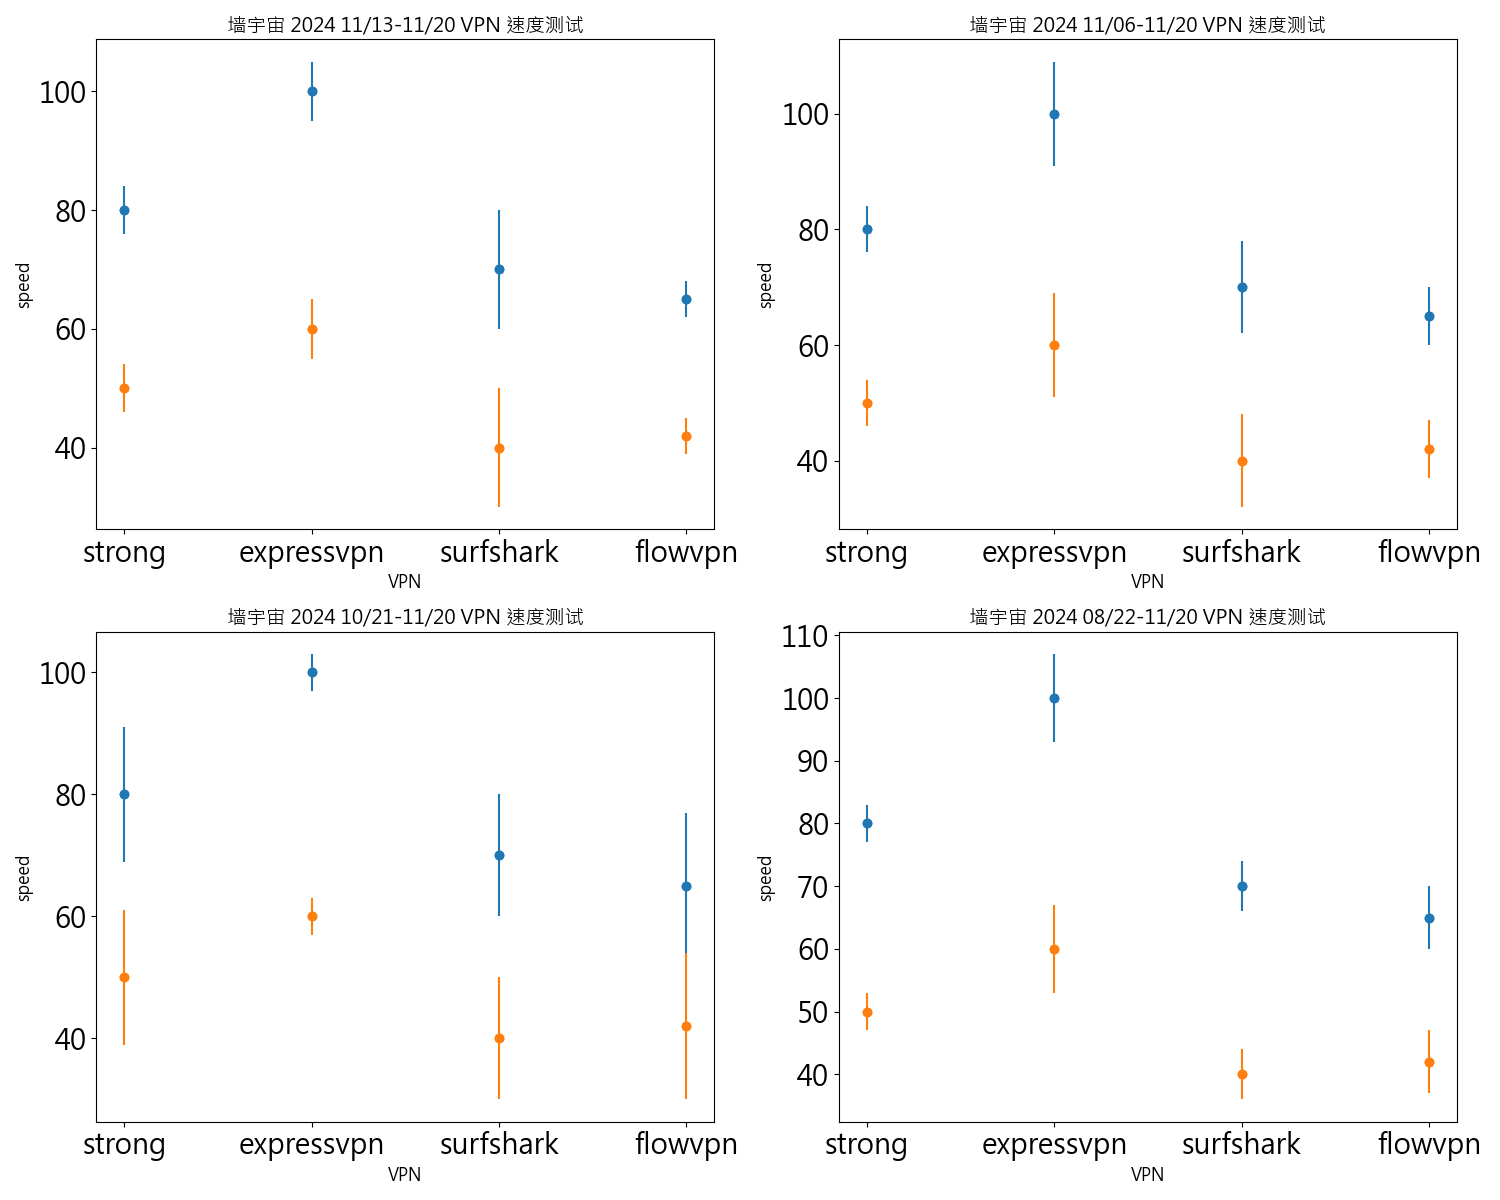 墙宇宙 2024 11/13-11/20 VPN 速度测试
100
80
60
40
speed
strong expressvpn surfshark flowvpn
VPN
墙宇宙 2024 11/06-11/20 VPN 速度测试
100
80
60
40
speed
strong expressvpn surfshark flowvpn
VPN
墙宇宙 2024 10/21-11/20 VPN 速度测试
100
80
60
40
speed
strong expressvpn surfshark flowvpn
VPN
墙宇宙 2024 08/22-11/20 VPN 速度测试
110
100
90
80
70
60
50
40
speed
strong expressvpn surfshark flowvpn
VPN